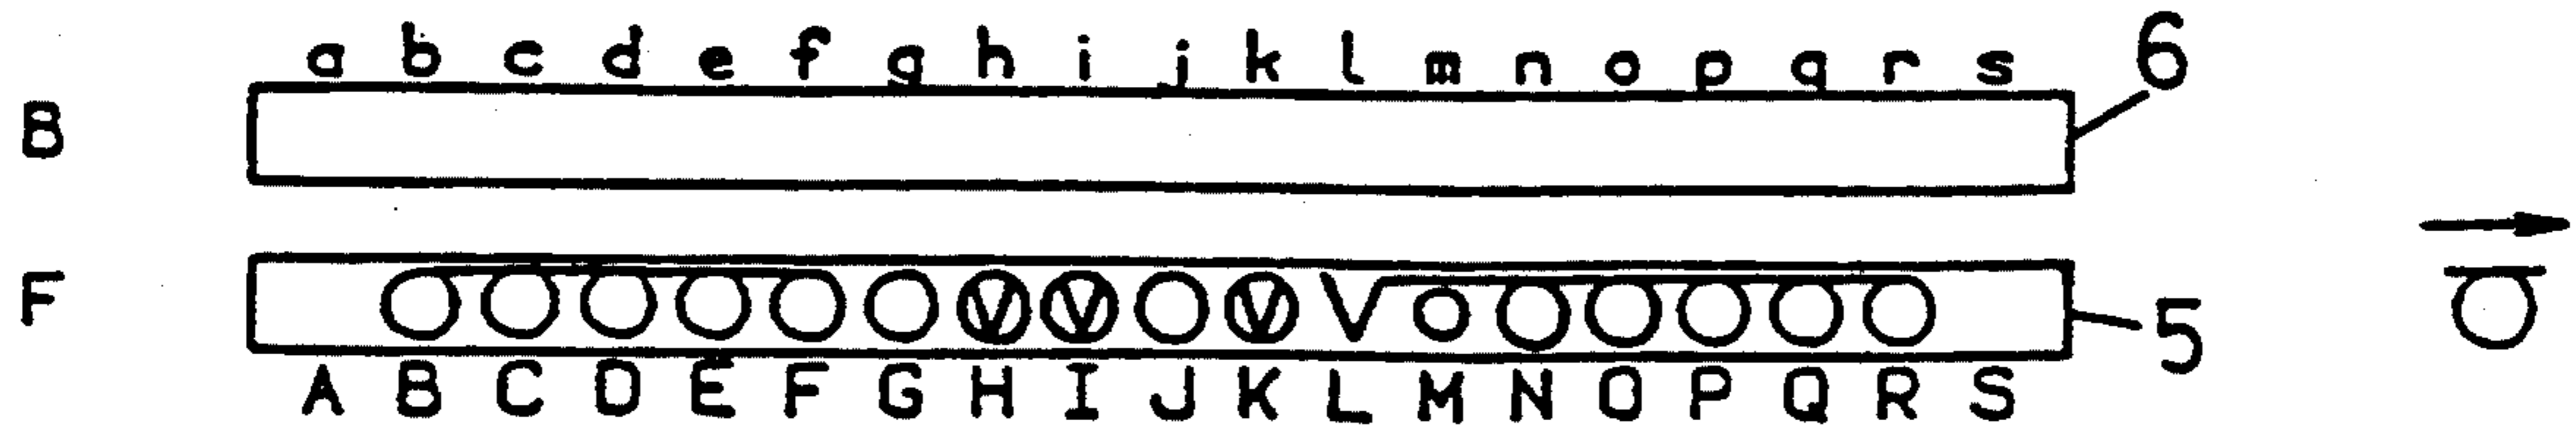 a b c d e f g h i j k l m n o p q r s 6
B
F
5
A B C D E F G H I J K L M N O P Q R S